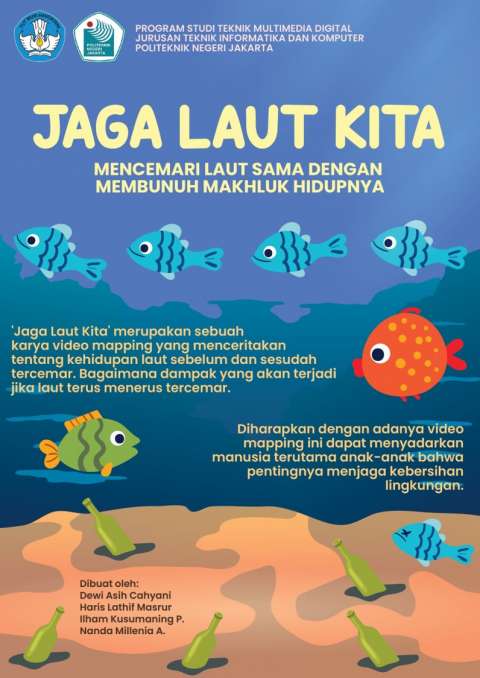 PROGRAM STUDI TEKNIK MULTIMEDIA DIGITAL
JURUSAN TEKNIK INFORMATIKA DAN KOMPUTER
POLITEKNIK NEGERI JAKARTA
POLITEKNIK
NEGERI
JAKARTA
JAGA LAUT KITA
MENCEMARI LAUT SAMA DENGAN
MEMBUNUH MAKHLUK HIDUPNYA
'Jaga Laut Kita' merupakan sebuah
karya video mapping yang menceritakan
tentang kehidupan laut sebelum dan sesudah
tercemar. Bagaimana dampak yang akan terjadi
jika laut terus menerus tercemar.
Diharapkan dengan adanya video
mapping ini dapat menyadarkan
manusia terutama anak-anak bahwa
pentingnya menjaga kebersihan
lingkungan.
Dibuat oleh:
Dewi Asih Cahyani
Haris Lathif Masrur
Ilham Kusumaning P.
Nanda Millenia A.